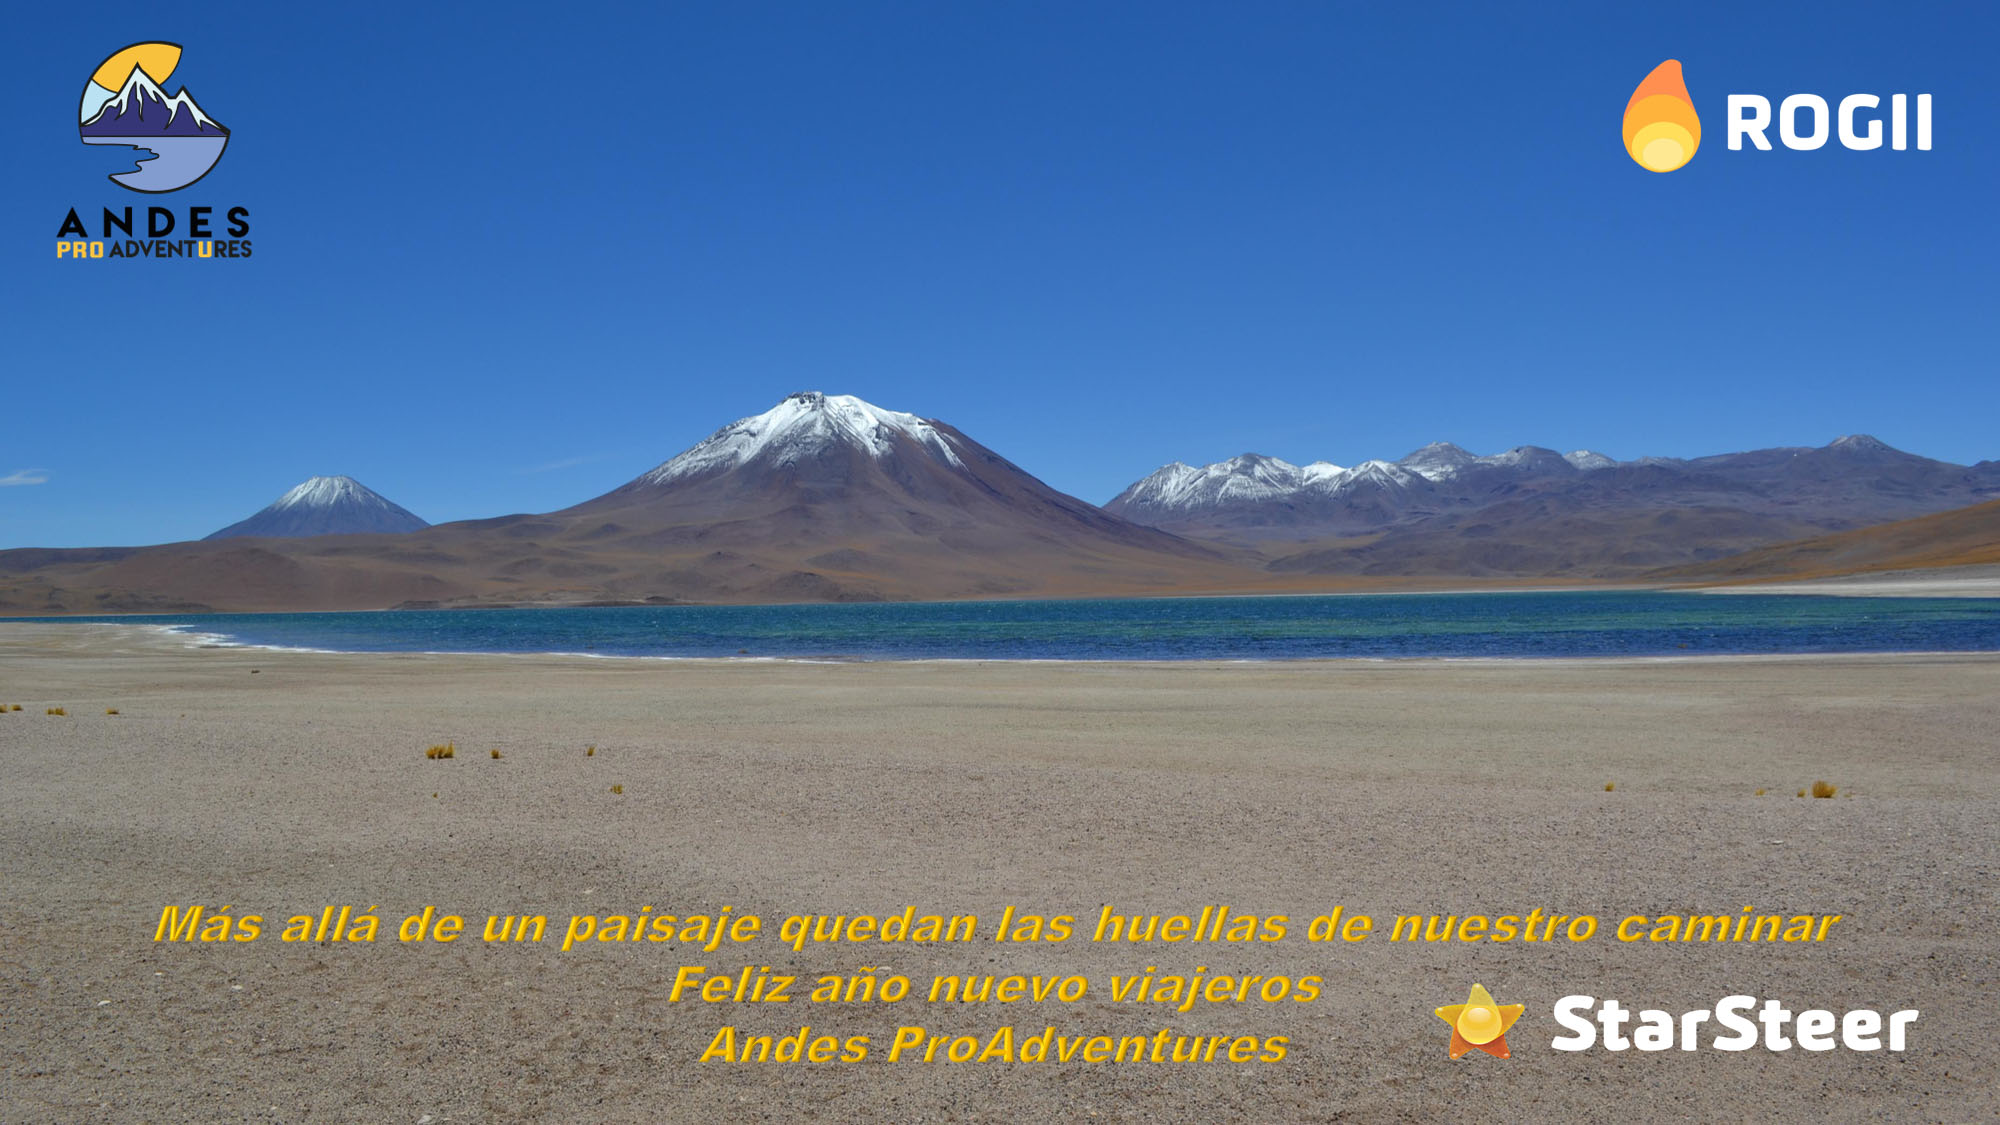 ANDES
PRO ADVENTURES
ROGII
Más allá de un paisaje quedan las huellas de nuestro caminar
Feliz año nuevo viajeros
Andes ProAdventures
StarSteer